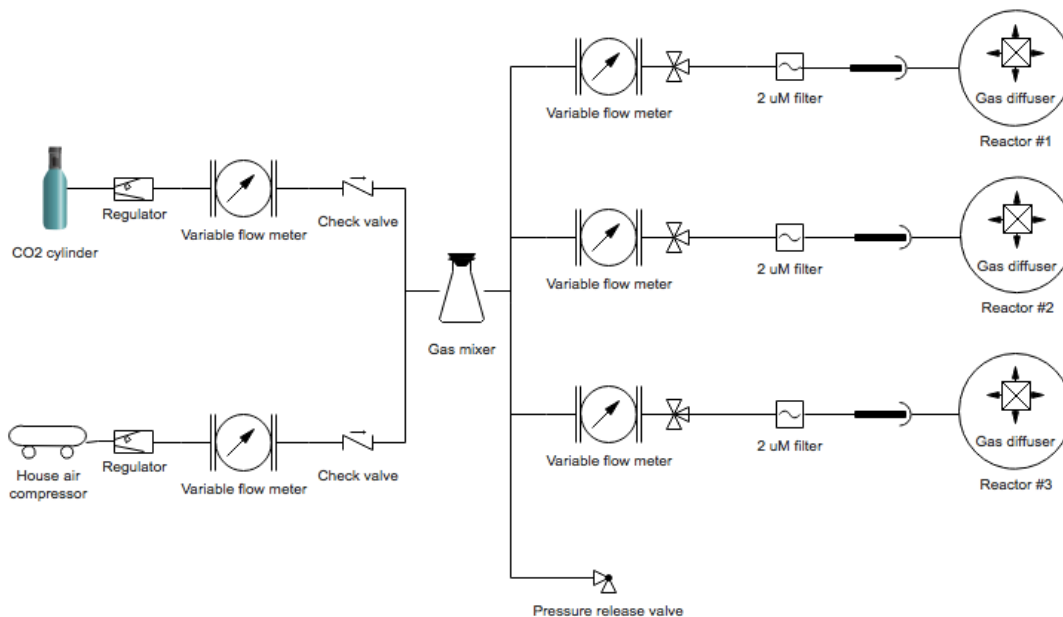 Variable flow meter
2 uM filter
Gas diffuser
Reactor #1
CO2 cylinder
Regulator
Variable flow meter
Check valve
Variable flow meter
2 uM filter
Gas diffuser
Reactor #2
Gas mixer
House air
compressor
Regulator
Variable flow meter
Check valve
Variable flow meter
2 uM filter
Gas diffuser
Reactor #3
Pressure release valve